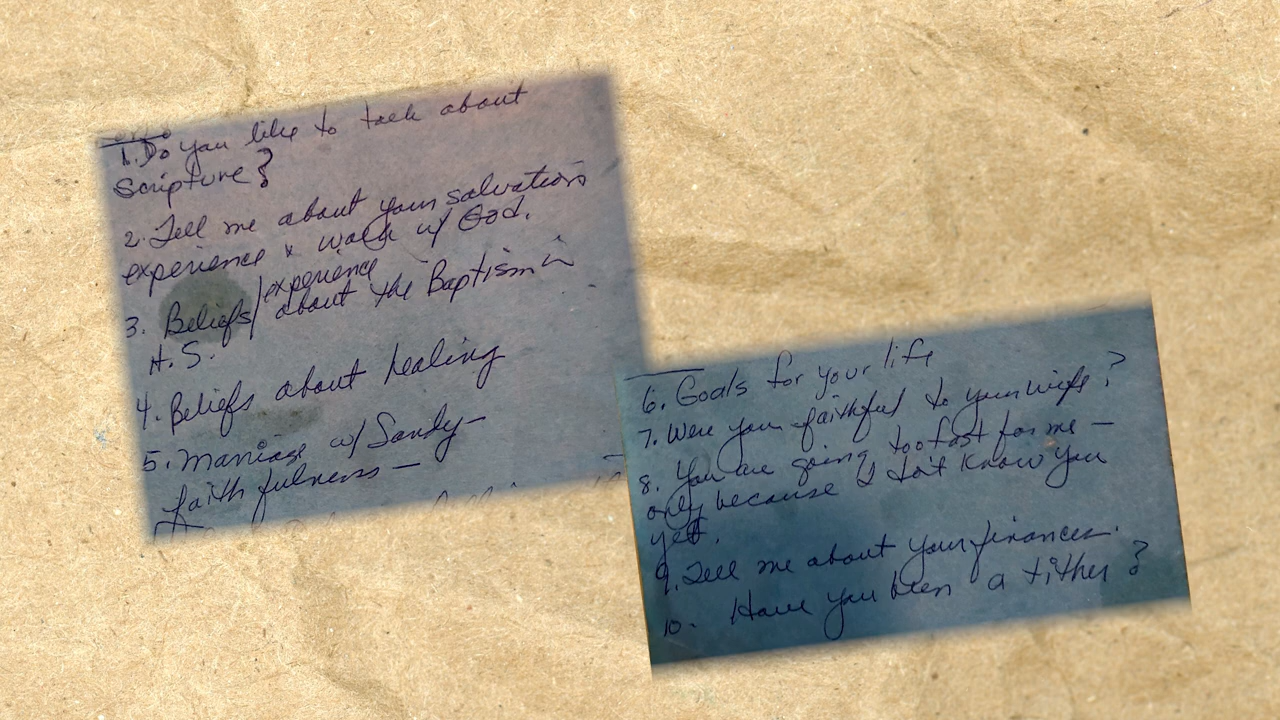 1. Do you like to talk about
Scripture?
2. Tell me about your salvation
experience & walk w/ God.
3. Beliefs/experience
about the Baptism in
H. S.
4. Beliefs about healing
5. Marriage w/ Sandy-
faithfulness —
6. Goals for your life
7. Were you faithful to your wife?
8. You are going too fast for me —
only because I don't know you
yet.
9. Tell me about your finances.
10. Have you been a tither?